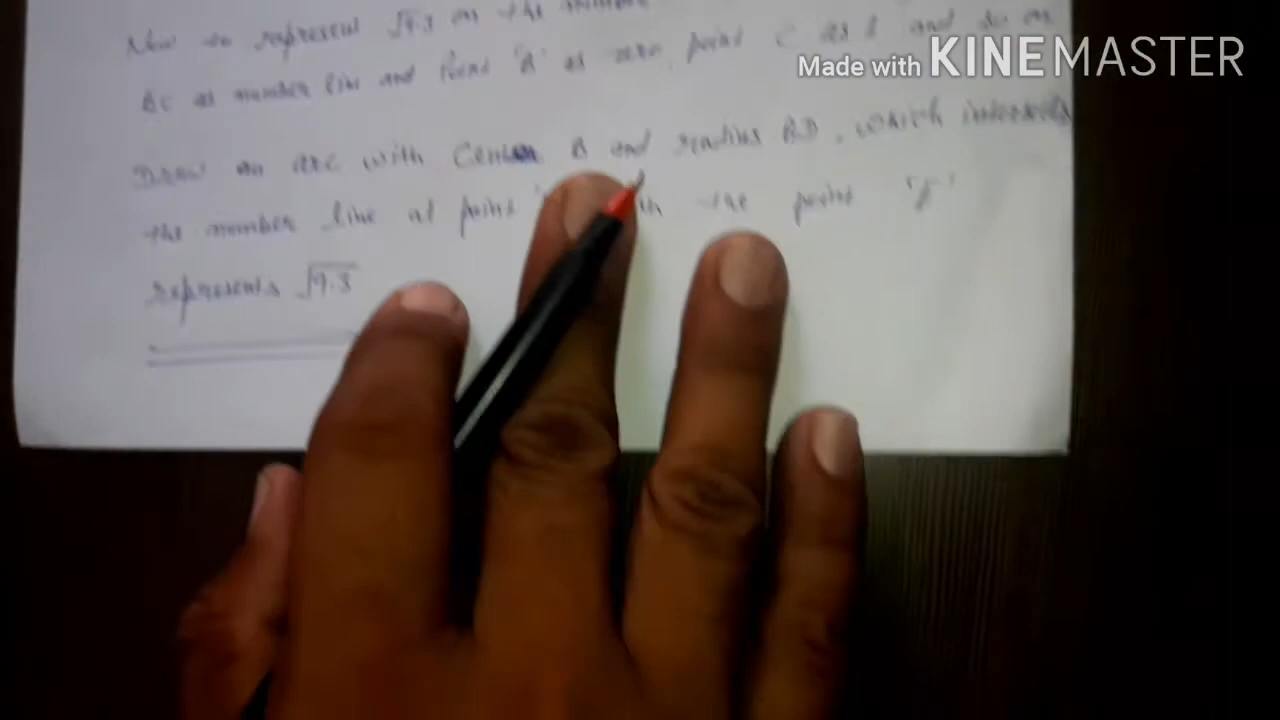 Now to represent √9.3 on the number
Made with KINEMASTER
BC as number line and Point 'B' as zero, point C as 1 and so on
Draw an arc with Center B and radius BD, which intersects
the number line at point the point 'E'
represents √9.3